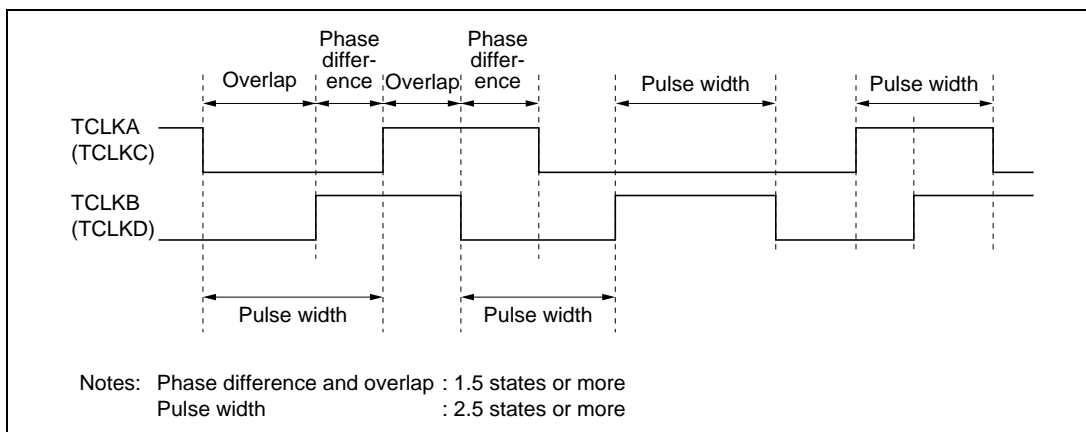 Phase
differ-
ence
Phase
differ-
ence
Overlap
Overlap
Pulse width
Pulse width
TCLKA
(TCLKC)
TCLKB
(TCLKD)
Pulse width
Pulse width
Notes: Phase difference and overlap : 1.5 states or more
Pulse width : 2.5 states or more